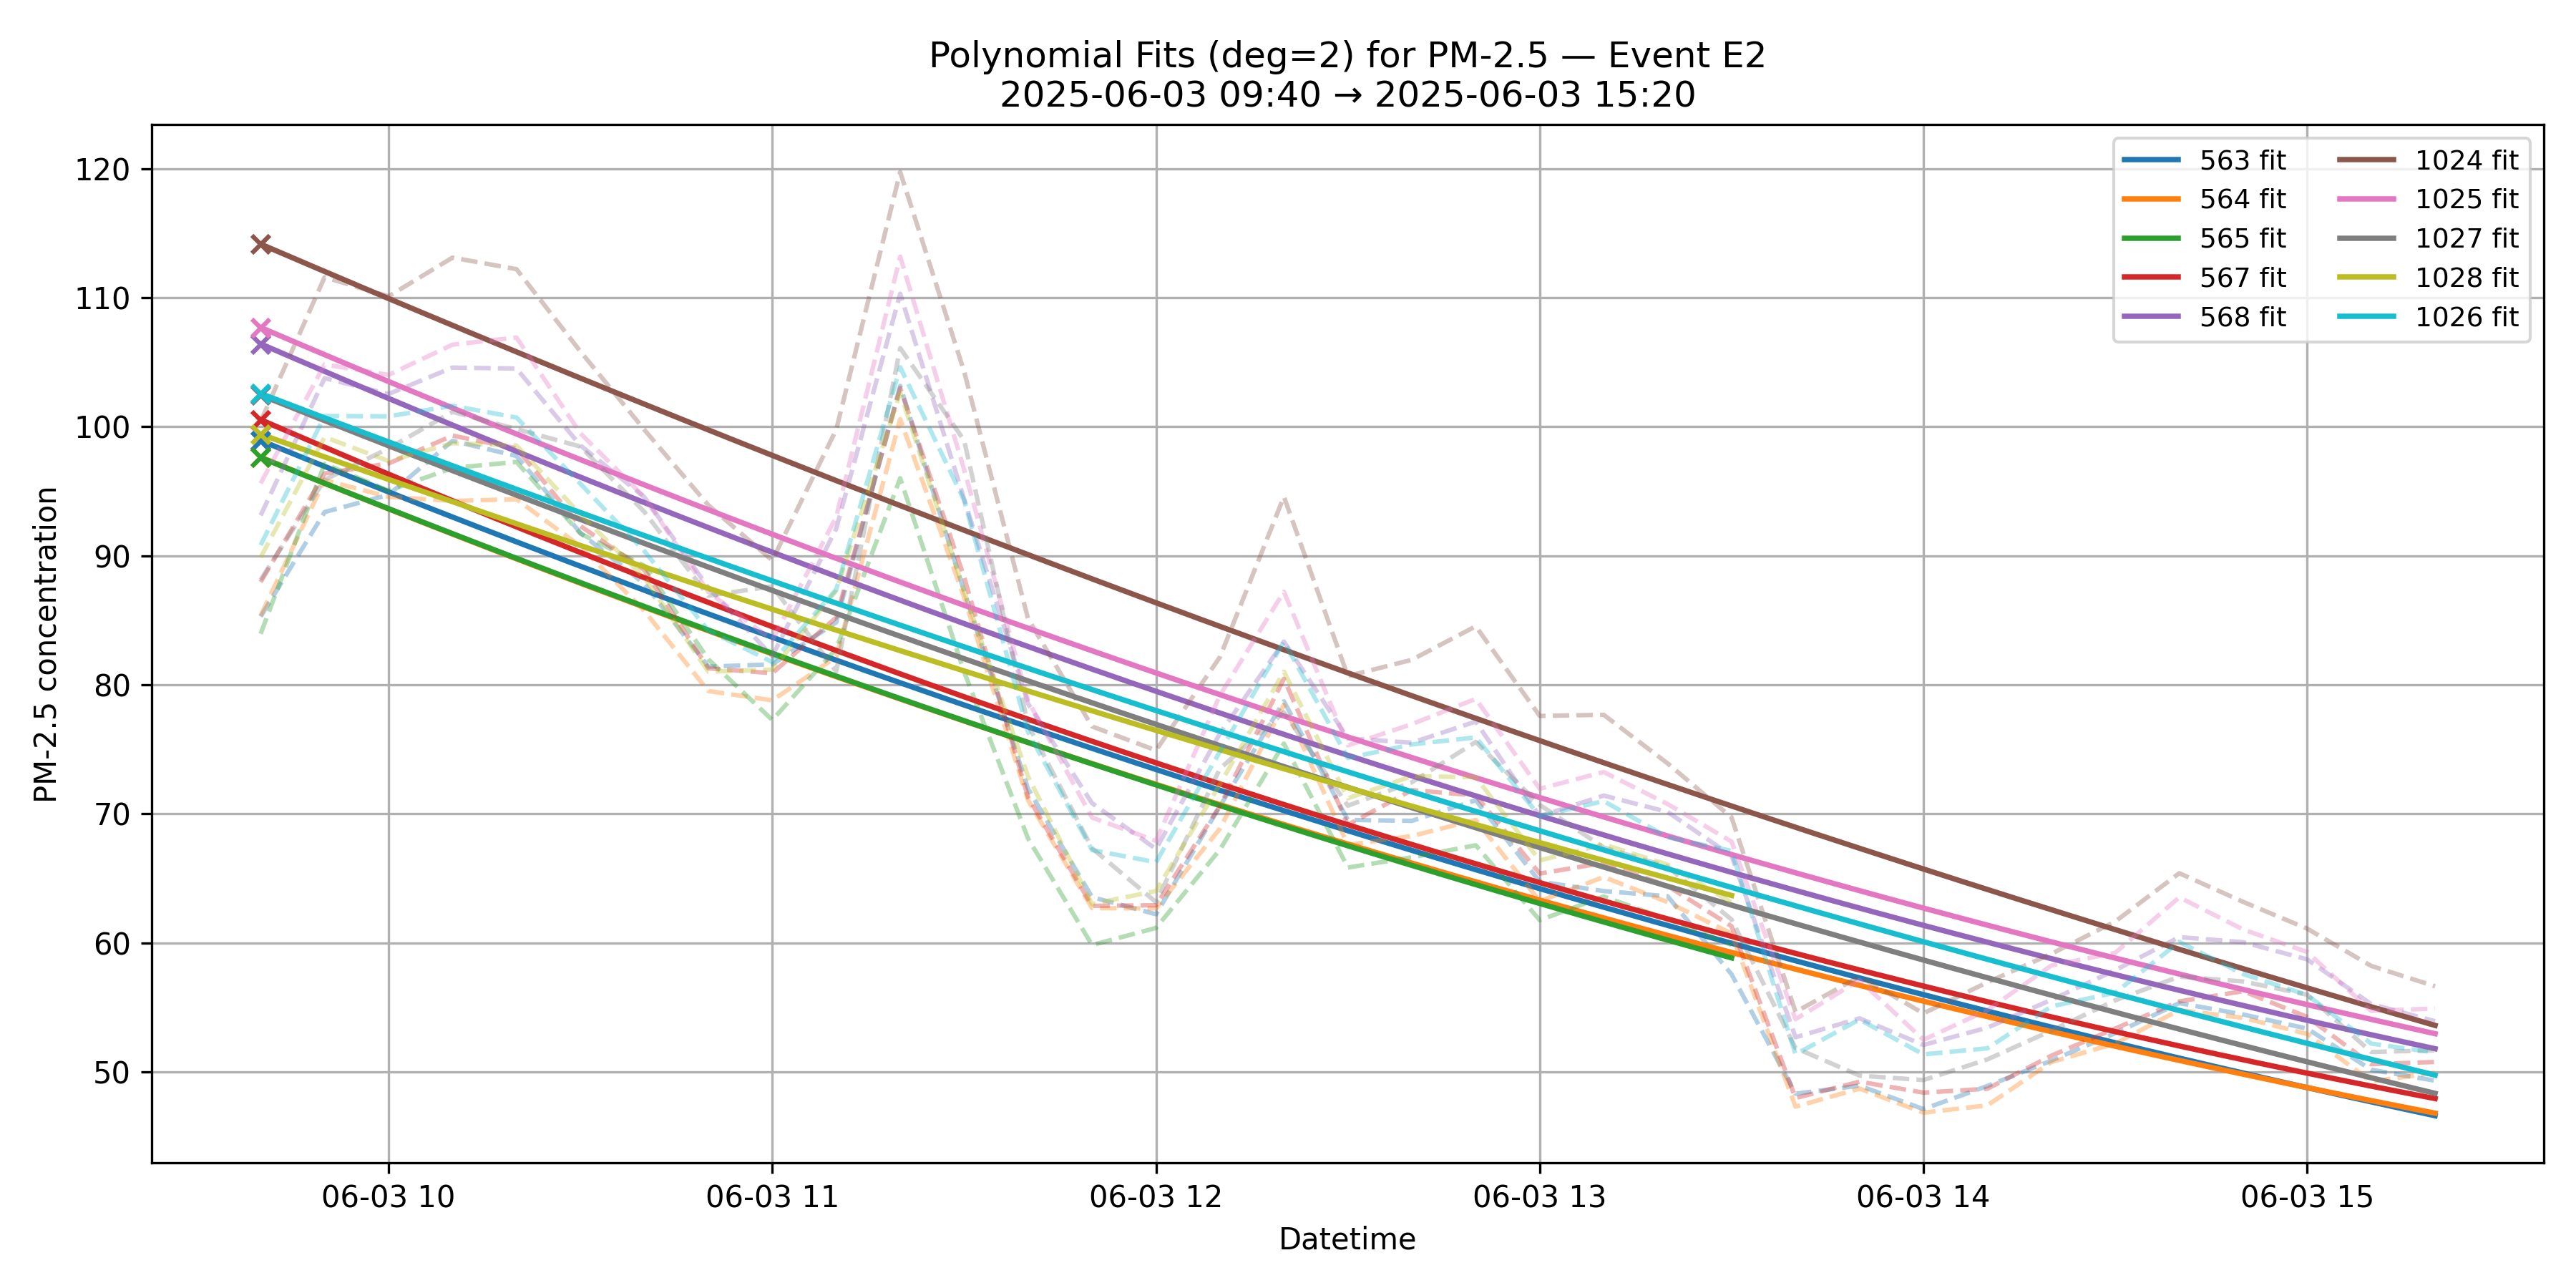 Polynomial Fits (deg=2) for PM-2.5 — Event E2
2025-06-03 09:40 → 2025-06-03 15:20
PM-2.5 concentration
120
110
100
90
80
70
60
50
563 fit
564 fit
565 fit
567 fit
568 fit
1024 fit
1025 fit
1027 fit
1028 fit
1026 fit
06-03 10
06-03 11
06-03 12
06-03 13
06-03 14
06-03 15
Datetime